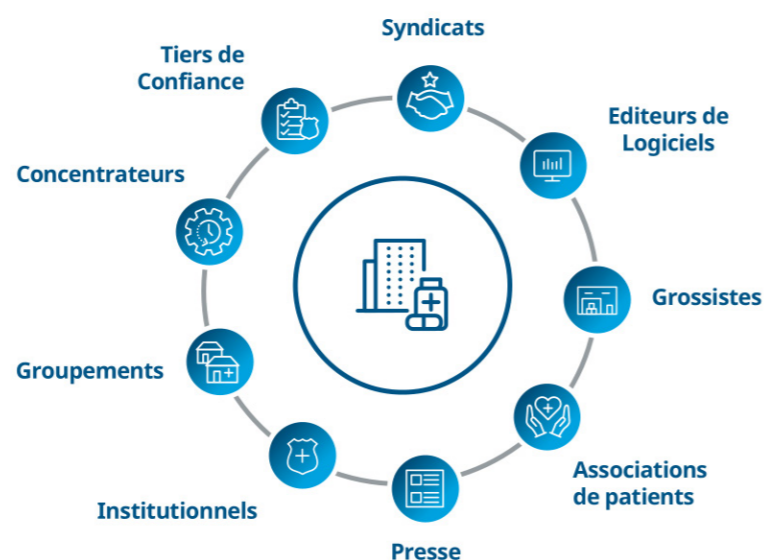 Syndicats
Tiers de
Confiance
Editeurs de
Logiciels
Concentrateurs
Grossistes
Groupements
Associations
de patients
Institutionnels
Presse